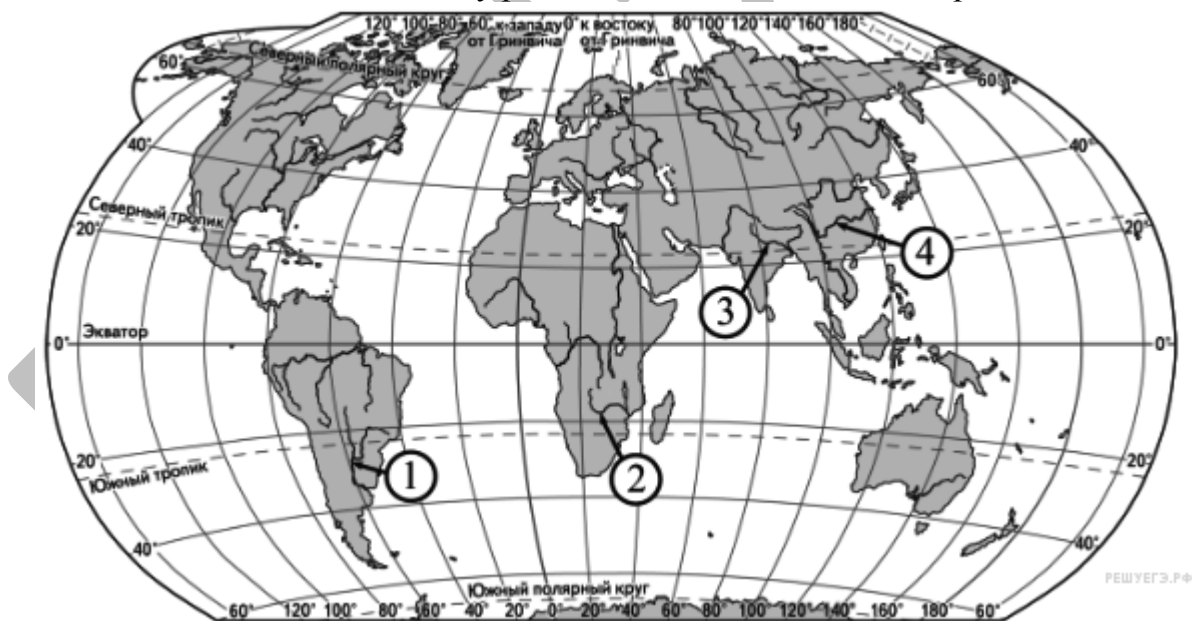 120° 100° 80° 60° к западу 0° к востоку 80 100 120° 140° 160° 180°
от Гринвича от Гринвича
60° Северный полярный круг 60°
40° 40°
Северный тропик
20° 20°
4
3
Экватор
0° 0°
20° 20°
Южный тропик
1 2
40° 40°
РЕШУЕГЭ.РФ
Южный полярный круг
60° 120° 100° 80° 60° 40° 20° 0° 20° 40° 60° 80° 100° 120° 140° 160° 180° 60°